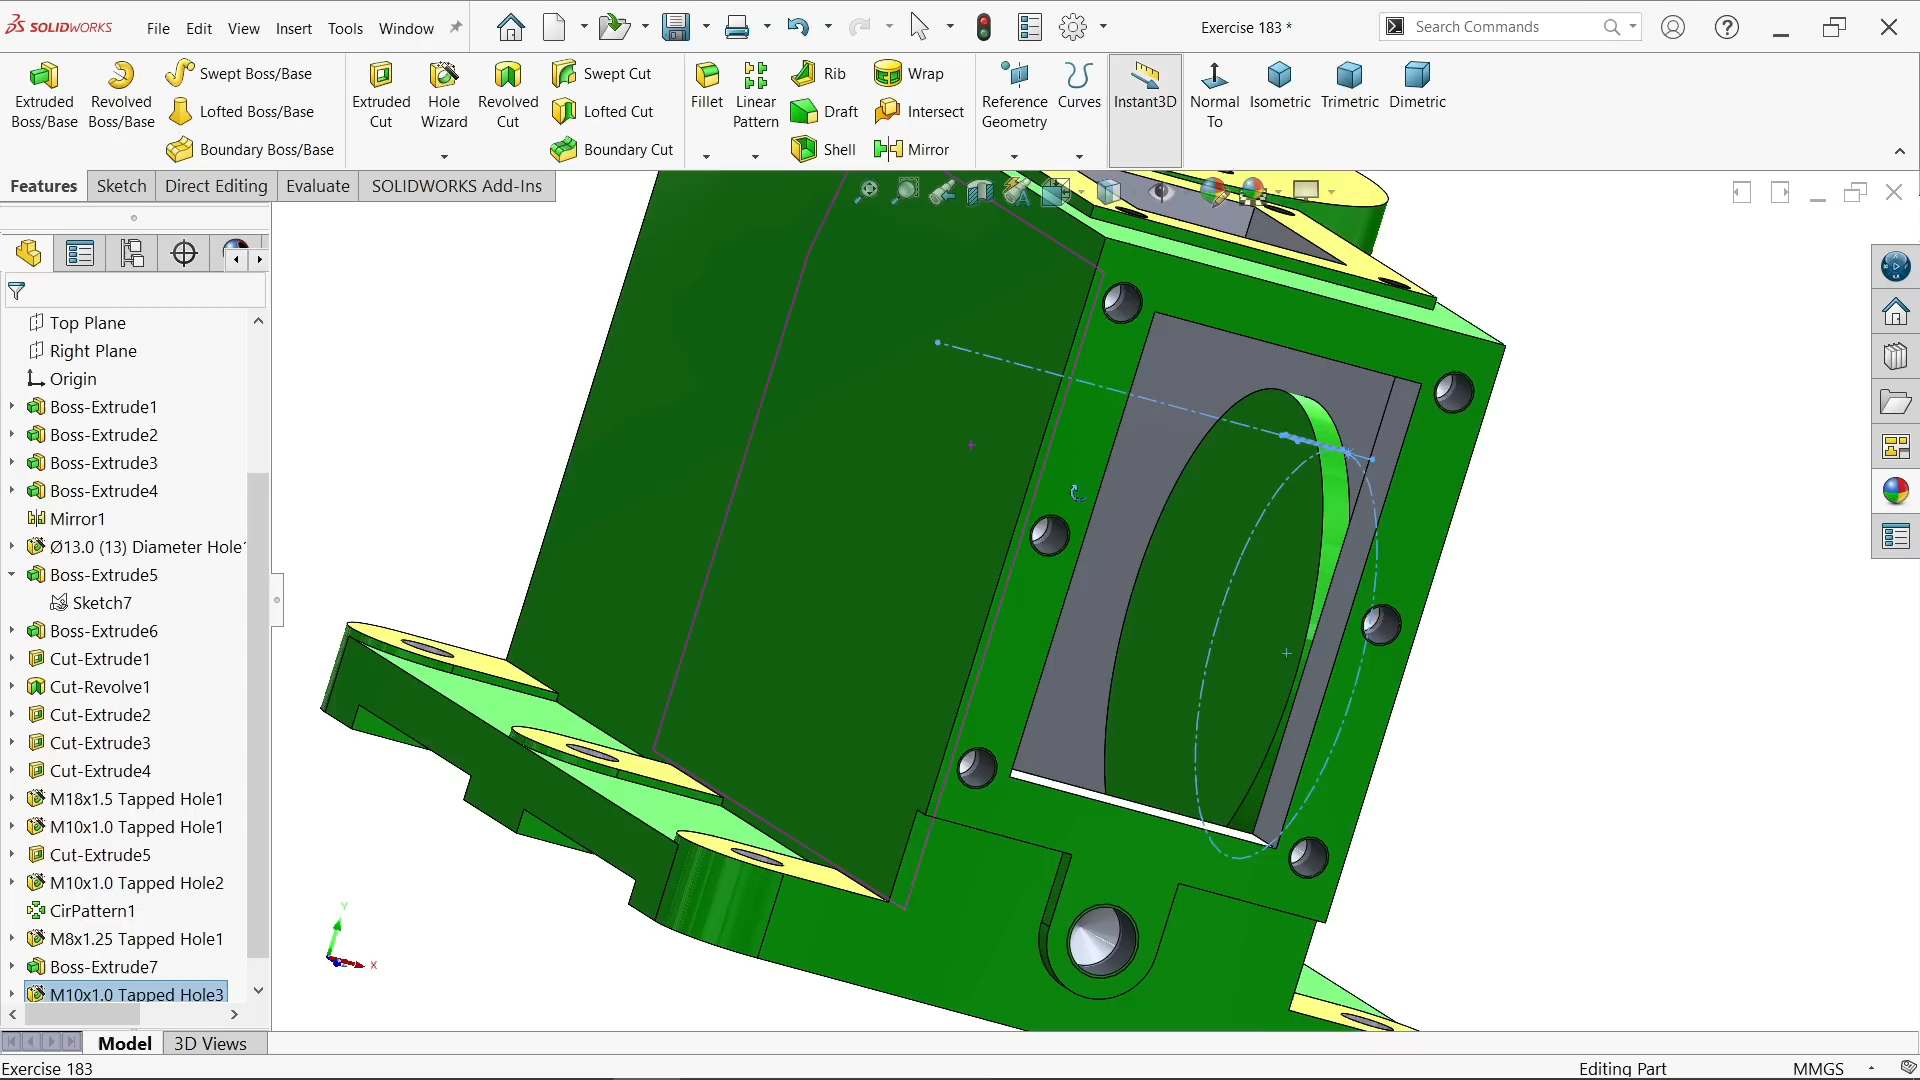 SOLIDWORKS
File Edit View Insert Tools Window
Exercise 183 *
Search Commands
Extruded Boss/Base
Revolved Boss/Base
Swept Boss/Base
Lofted Boss/Base
Boundary Boss/Base
Extruded Cut
Hole Wizard
Revolved Cut
Swept Cut
Lofted Cut
Boundary Cut
Fillet
Linear Pattern
Rib
Draft
Shell
Wrap
Intersect
Mirror
Reference Geometry
Curves
Instant3D
Normal To
Isometric
Trimetric
Dimetric
Features Sketch Direct Editing Evaluate SOLIDWORKS Add-Ins
Top Plane
Right Plane
Origin
Boss-Extrude1
Boss-Extrude2
Boss-Extrude3
Boss-Extrude4
Mirror1
Ø13.0 (13) Diameter Hole1
Boss-Extrude5
Sketch7
Boss-Extrude6
Cut-Extrude1
Cut-Revolve1
Cut-Extrude2
Cut-Extrude3
Cut-Extrude4
M18x1.5 Tapped Hole1
M10x1.0 Tapped Hole1
Cut-Extrude5
M10x1.0 Tapped Hole2
CirPattern1
M8x1.25 Tapped Hole1
Boss-Extrude7
M10x1.0 Tapped Hole3
Y
X
Model 3D Views
Exercise 183
Editing Part
MMGS